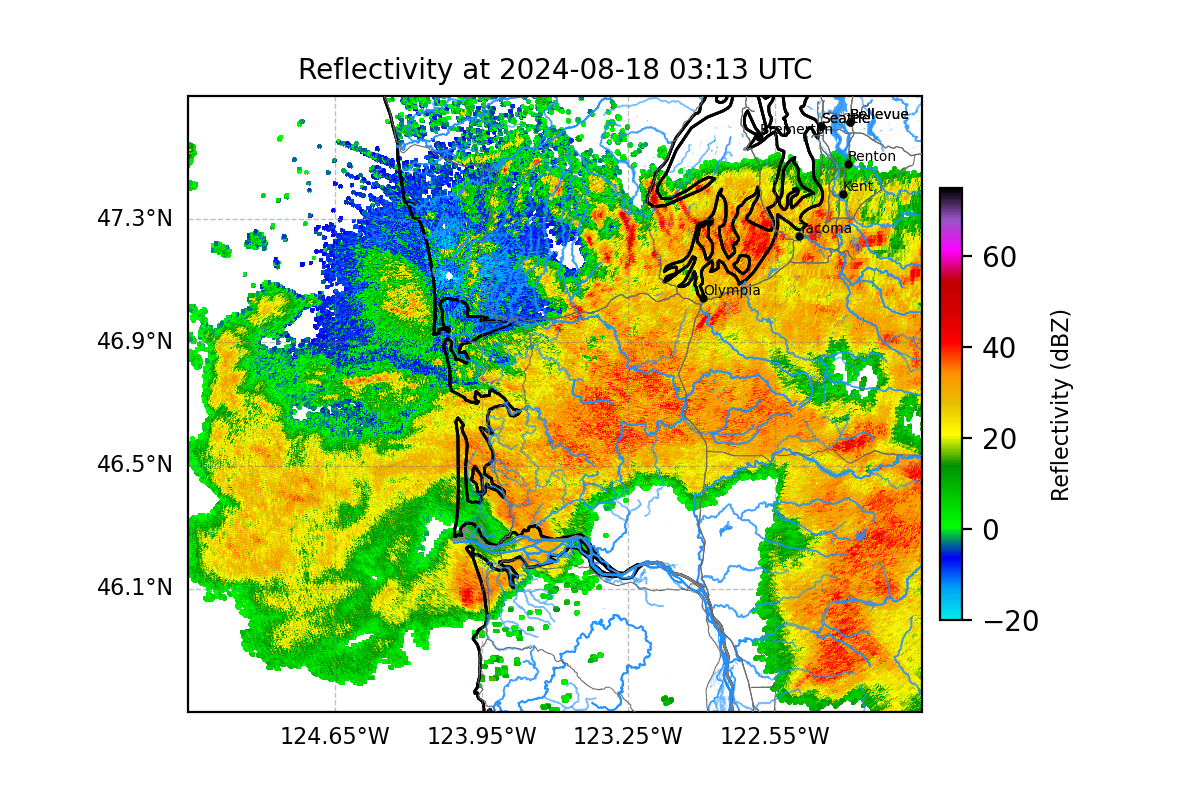 Reflectivity at 2024-08-18 03:13 UTC
Seattle
Bellevue
Bremerton
Renton
Kent
Tacoma
Olympia
47.3°N
46.9°N
46.5°N
46.1°N
124.65°W 123.95°W 123.25°W 122.55°W
60
40
20
0
−20
Reflectivity (dBZ)